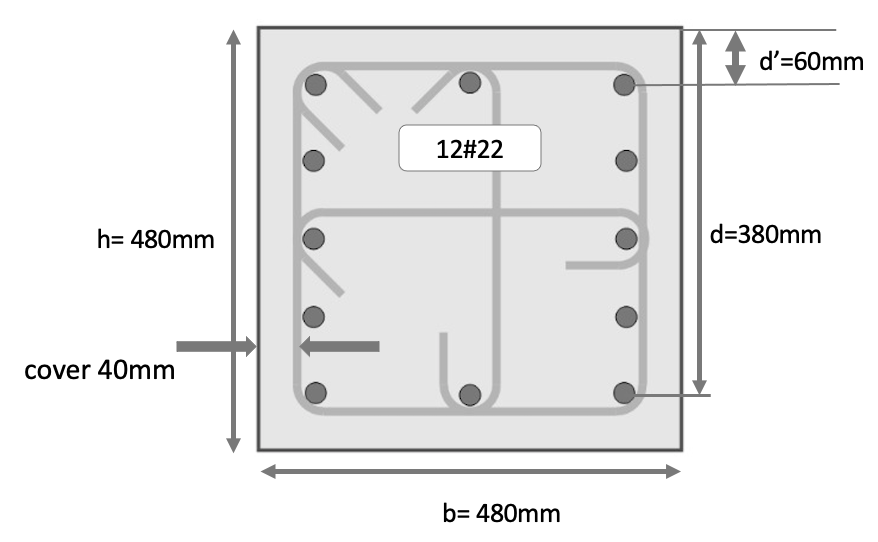 d’=60mm
12#22
h= 480mm
d=380mm
cover 40mm
b= 480mm